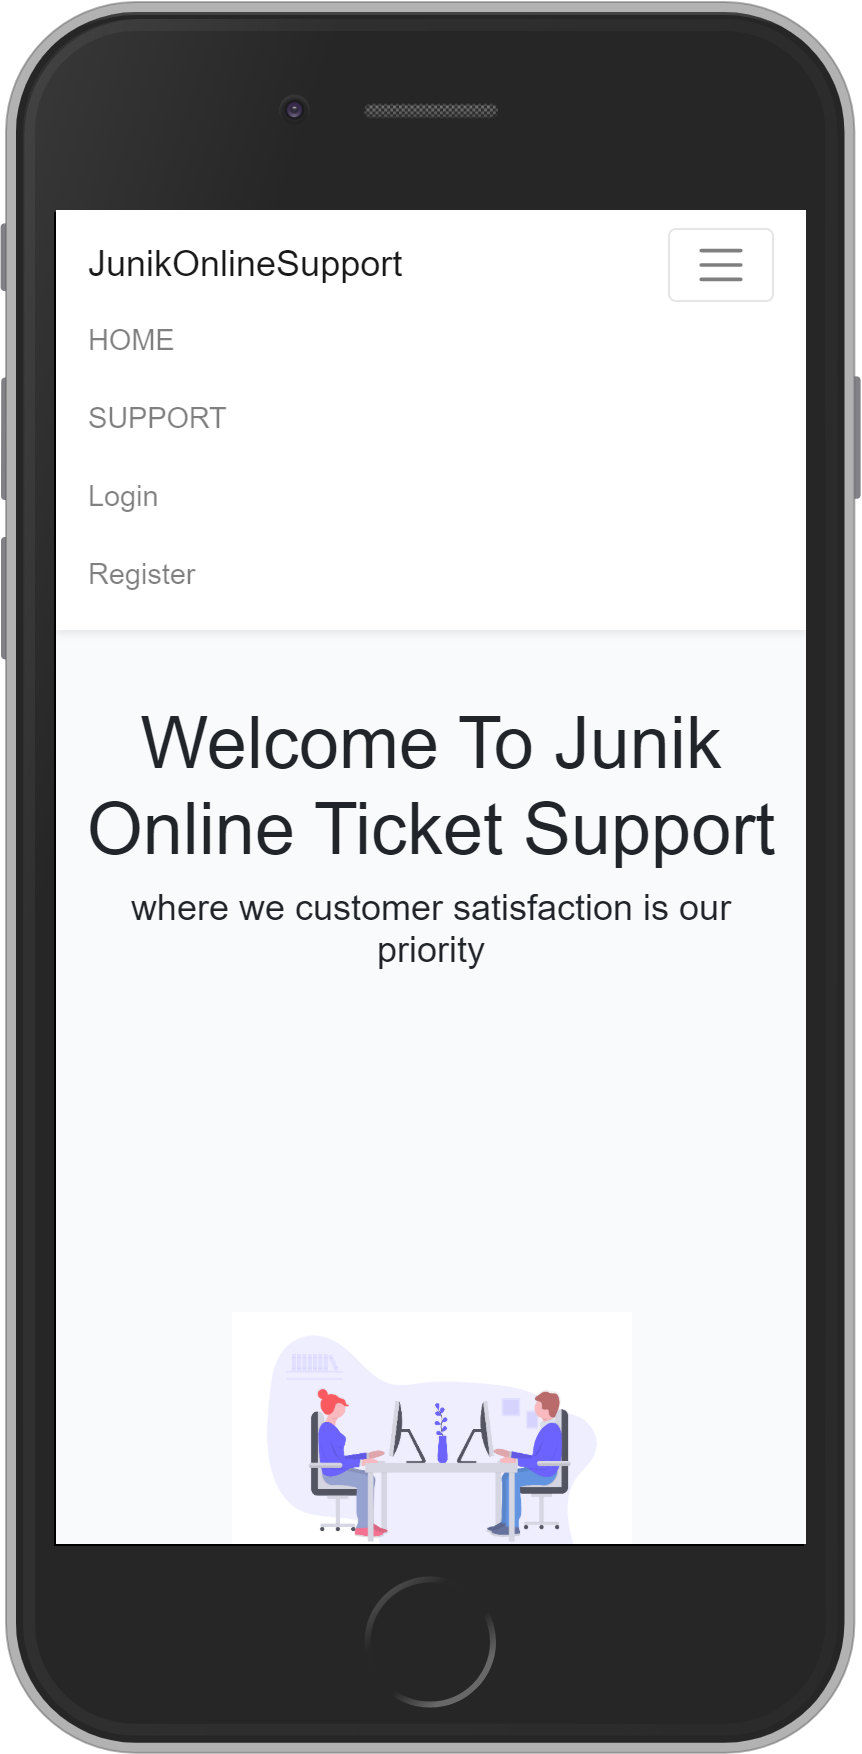 JunikOnlineSupport
HOME
SUPPORT
Login
Register
Welcome To Junik
Online Ticket Support
where we customer satisfaction is our
priority